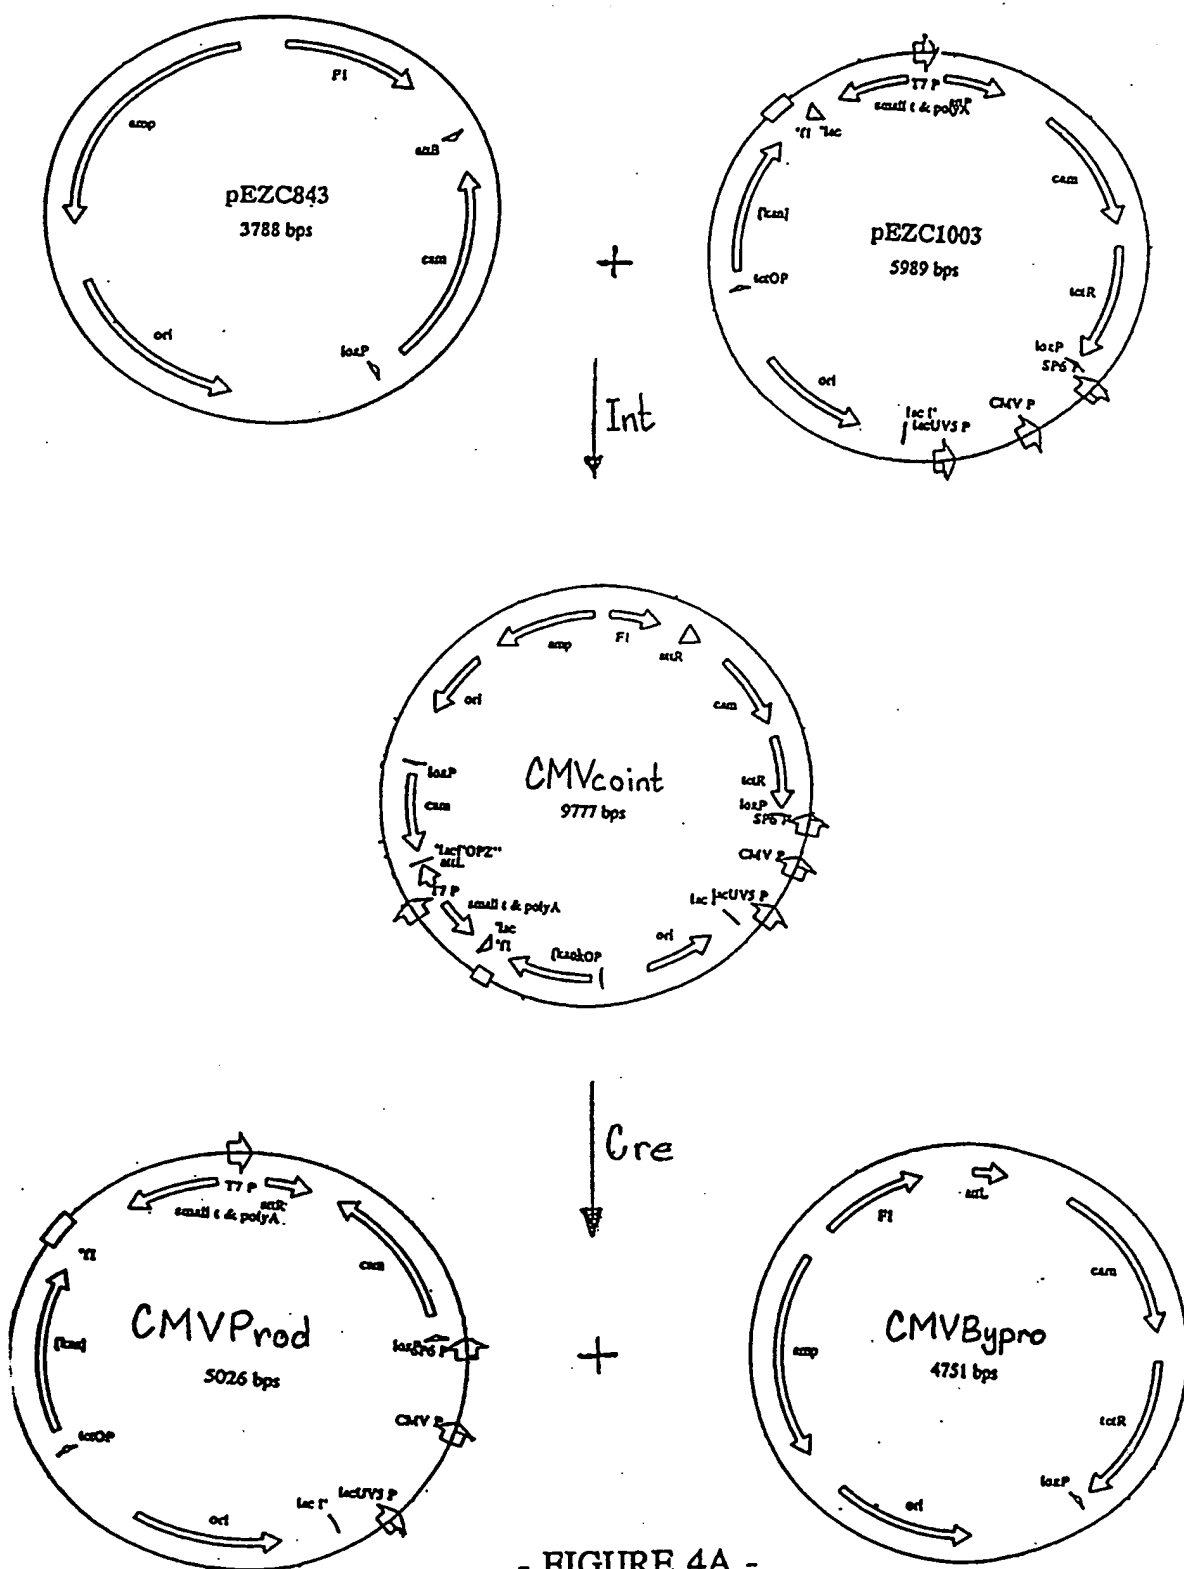 F1
amp
attB
pEZC843
3788 bps
cam
ori
loxP
+
T7 P
small t & polyA
attP
'f1
'lac
cam
[kan]
pEZC1003
5989 bps
tetOP
tetR
loxP
SP6 P
ori
CMV P
lac I'
lacUV5 P
Int
amp
F1
attR
ori
cam
loxP
CMVcoint
9777 bps
tetR
cam
loxP
SP6 P
attL
CMV P
T7 P
small t & polyA
lacUV5 P
'lac
'f1
ori
Cre
T7 P
attR
small t & polyA
attL
F1
'f1
cam
cam
CMVProd
5026 bps
[kan]
loxP
SP6 P
+
CMVBypro
4751 bps
amp
CMV P
tetOP
tetR
lacUV5 P
lac I'
loxP
ori
ori
- FIGURE 4A -